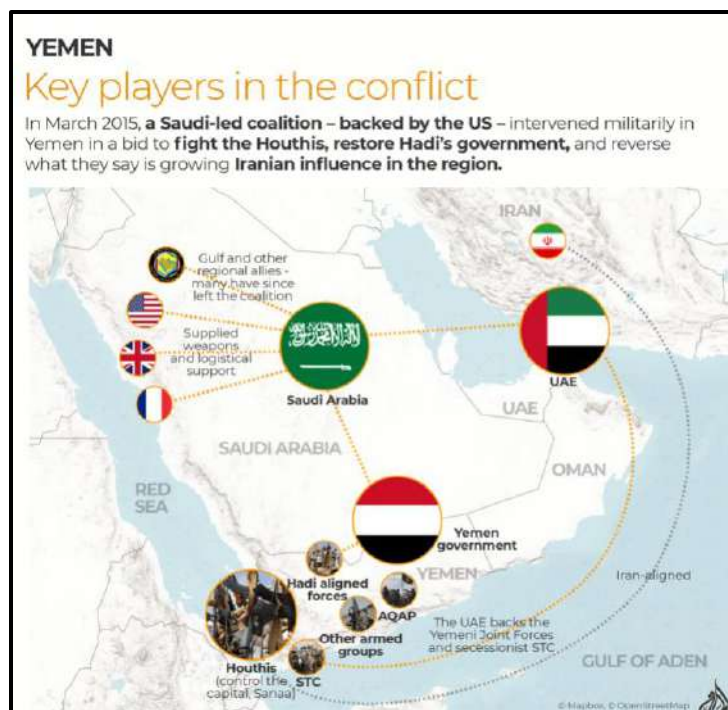 YEMEN
Key players in the conflict
In March 2015, a Saudi-led coalition – backed by the US – intervened militarily in
Yemen in a bid to fight the Houthis, restore Hadi's government, and reverse
what they say is growing Iranian influence in the region.
IRAN
Gulf and other
regional allies -
many have since
left the coalition
Supplied
weapons
and logistical
support
Saudi Arabia
UAE
UAE
SAUDI ARABIA
OMAN
RED
SEA
Yemen
government
Hadi aligned
forces
YEMEN
Iran-aligned
AQAP
Other armed
groups
The UAE backs the
Yemeni Joint Forces
and secessionist STC
Houthis
(control the
capital, Sanaa)
STC
GULF OF ADEN
© Mapbox, © OpenStreetMap